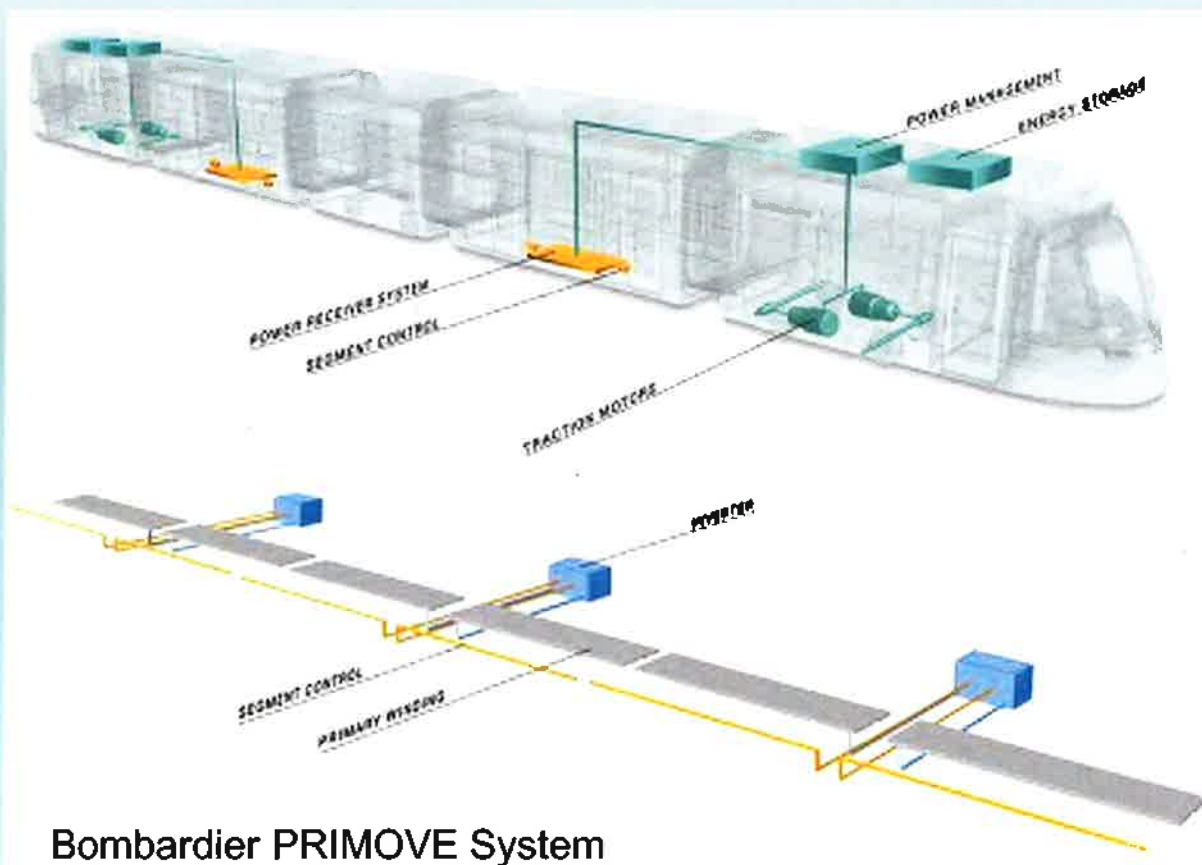 POWER MANAGEMENT
ENERGY STORAGE
POWER RECEIVER SYSTEM
SEGMENT CONTROL
TRACTION MOTORS
INVERTER
SEGMENT CONTROL
PRIMARY WINDING
Bombardier PRIMOVE System